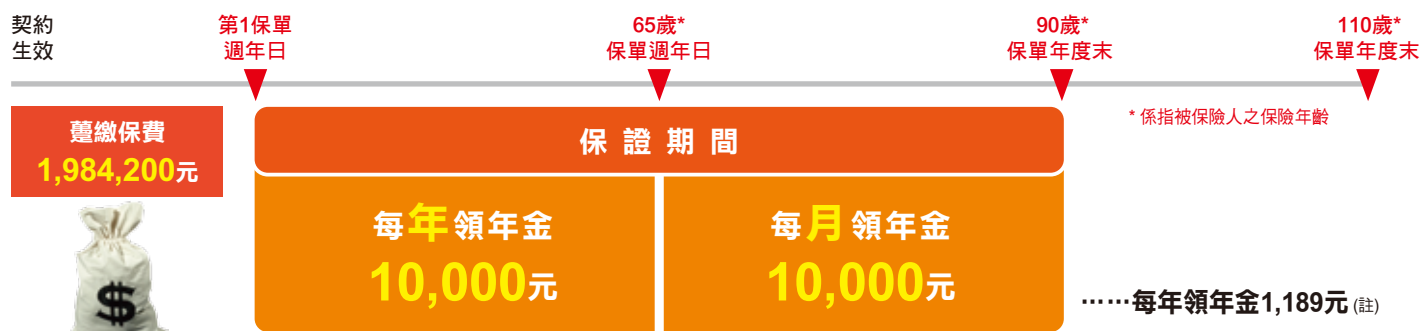 契約
生效
第1保單
週年日
65歲*
保單週年日
90歲*
保單年度末
110歲*
保單年度末
躉繳保費
1,984,200元
保證期間
* 係指被保險人之保險年齡
每年領年金
10,000元
每月領年金
10,000元
……每年領年金1,189元(註)
$